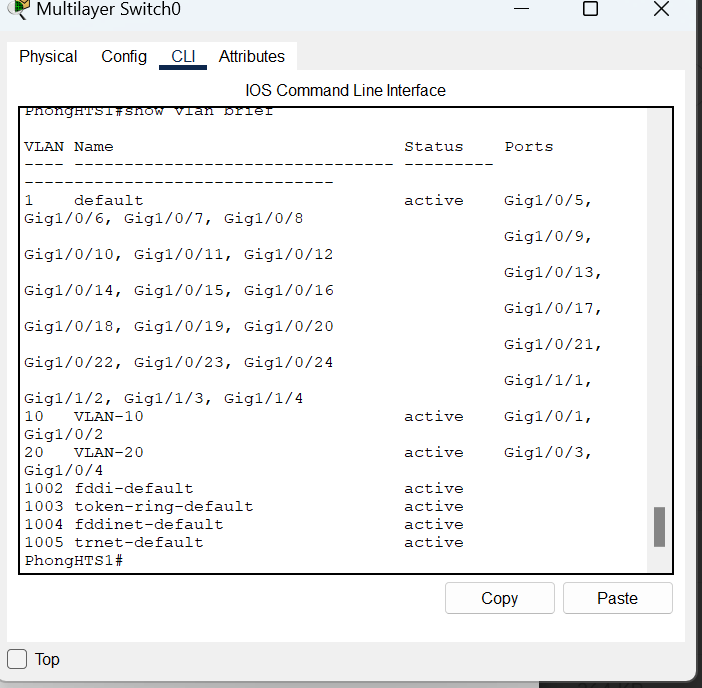 Multilayer Switch0
Physical Config CLI Attributes
IOS Command Line Interface
PhongHTS1#show vlan brief
VLAN Name                             Status    Ports
---- -------------------------------- --------- -------------------------------
1    default                          active    Gig1/0/5,
Gig1/0/6, Gig1/0/7, Gig1/0/8
                                                Gig1/0/9,
Gig1/0/10, Gig1/0/11, Gig1/0/12
                                                Gig1/0/13,
Gig1/0/14, Gig1/0/15, Gig1/0/16
                                                Gig1/0/17,
Gig1/0/18, Gig1/0/19, Gig1/0/20
                                                Gig1/0/21,
Gig1/0/22, Gig1/0/23, Gig1/0/24
                                                Gig1/1/1,
Gig1/1/2, Gig1/1/3, Gig1/1/4
10   VLAN-10                          active    Gig1/0/1,
Gig1/0/2
20   VLAN-20                          active    Gig1/0/3,
Gig1/0/4
1002 fddi-default                     active
1003 token-ring-default               active
1004 fddinet-default                  active
1005 trnet-default                    active
PhongHTS1#
Copy Paste
Top